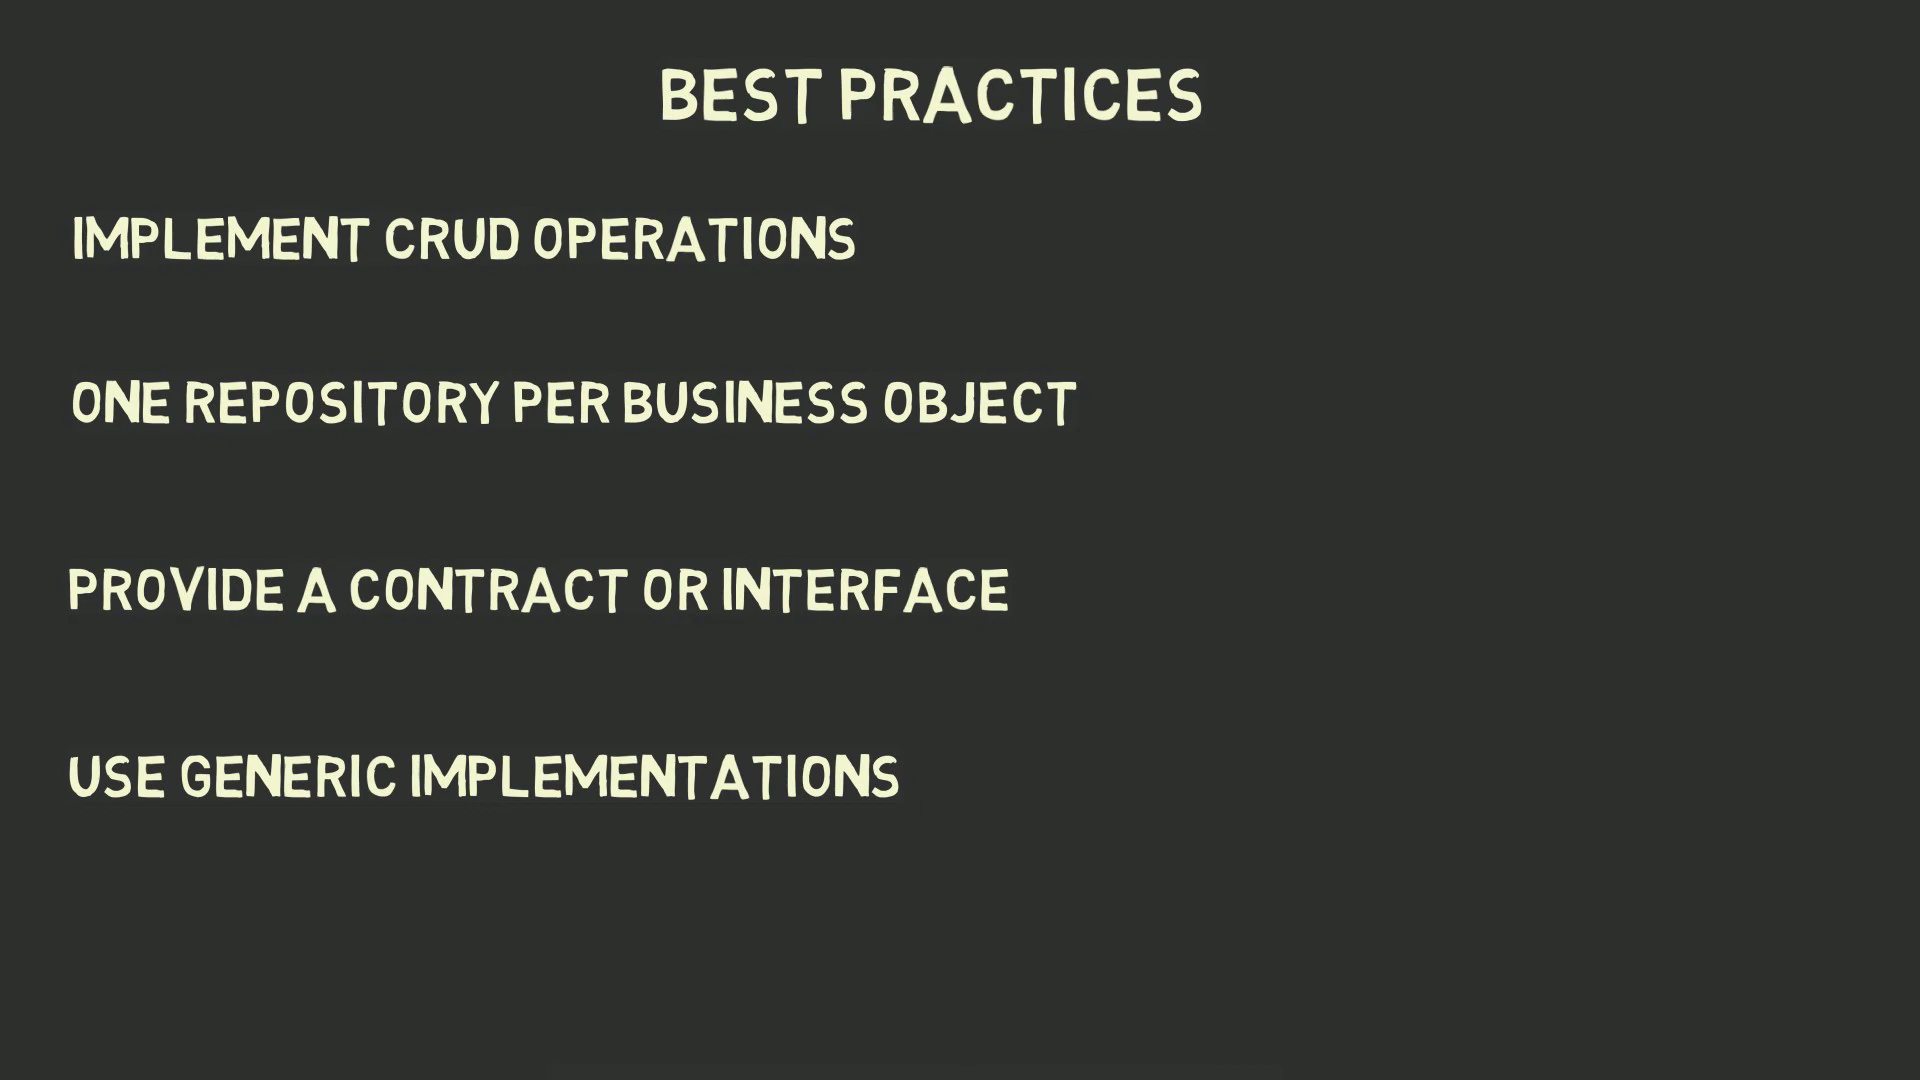 BEST PRACTICES
IMPLEMENT CRUD OPERATIONS
ONE REPOSITORY PER BUSINESS OBJECT
PROVIDE A CONTRACT OR INTERFACE
USE GENERIC IMPLEMENTATIONS